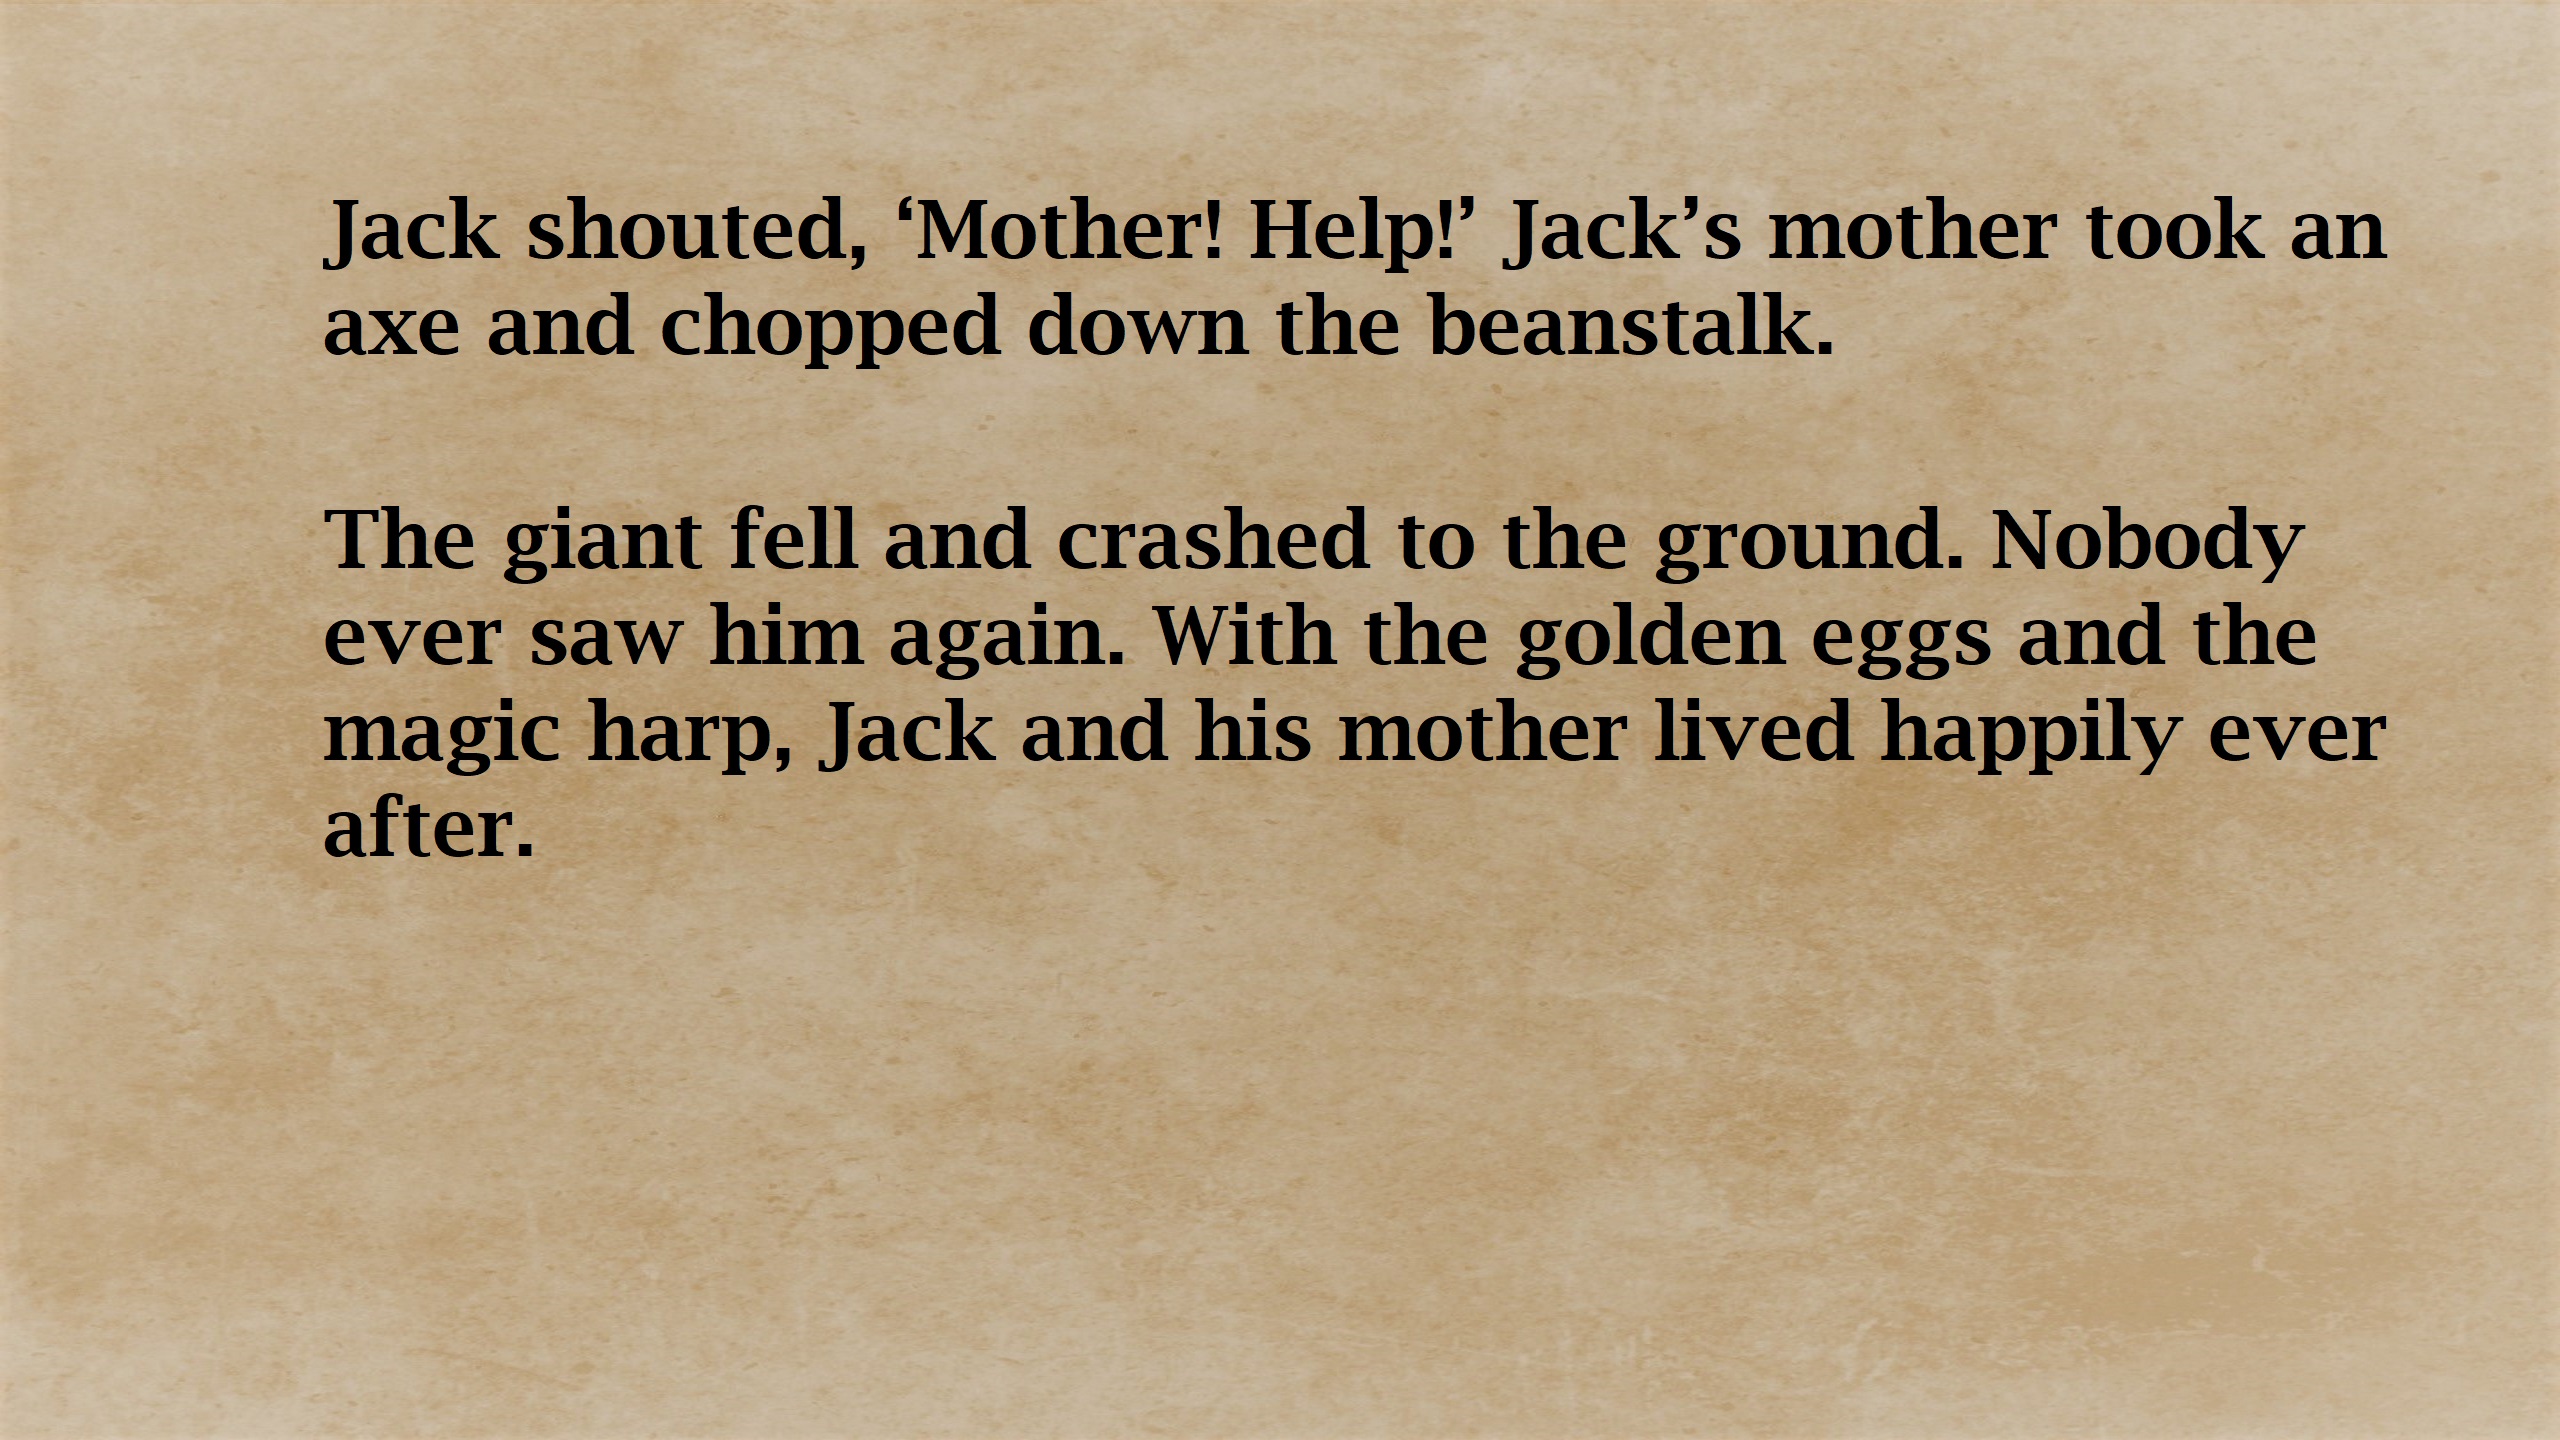 Jack shouted, ‘Mother! Help!’ Jack’s mother took an
axe and chopped down the beanstalk.
The giant fell and crashed to the ground. Nobody
ever saw him again. With the golden eggs and the
magic harp, Jack and his mother lived happily ever
after.